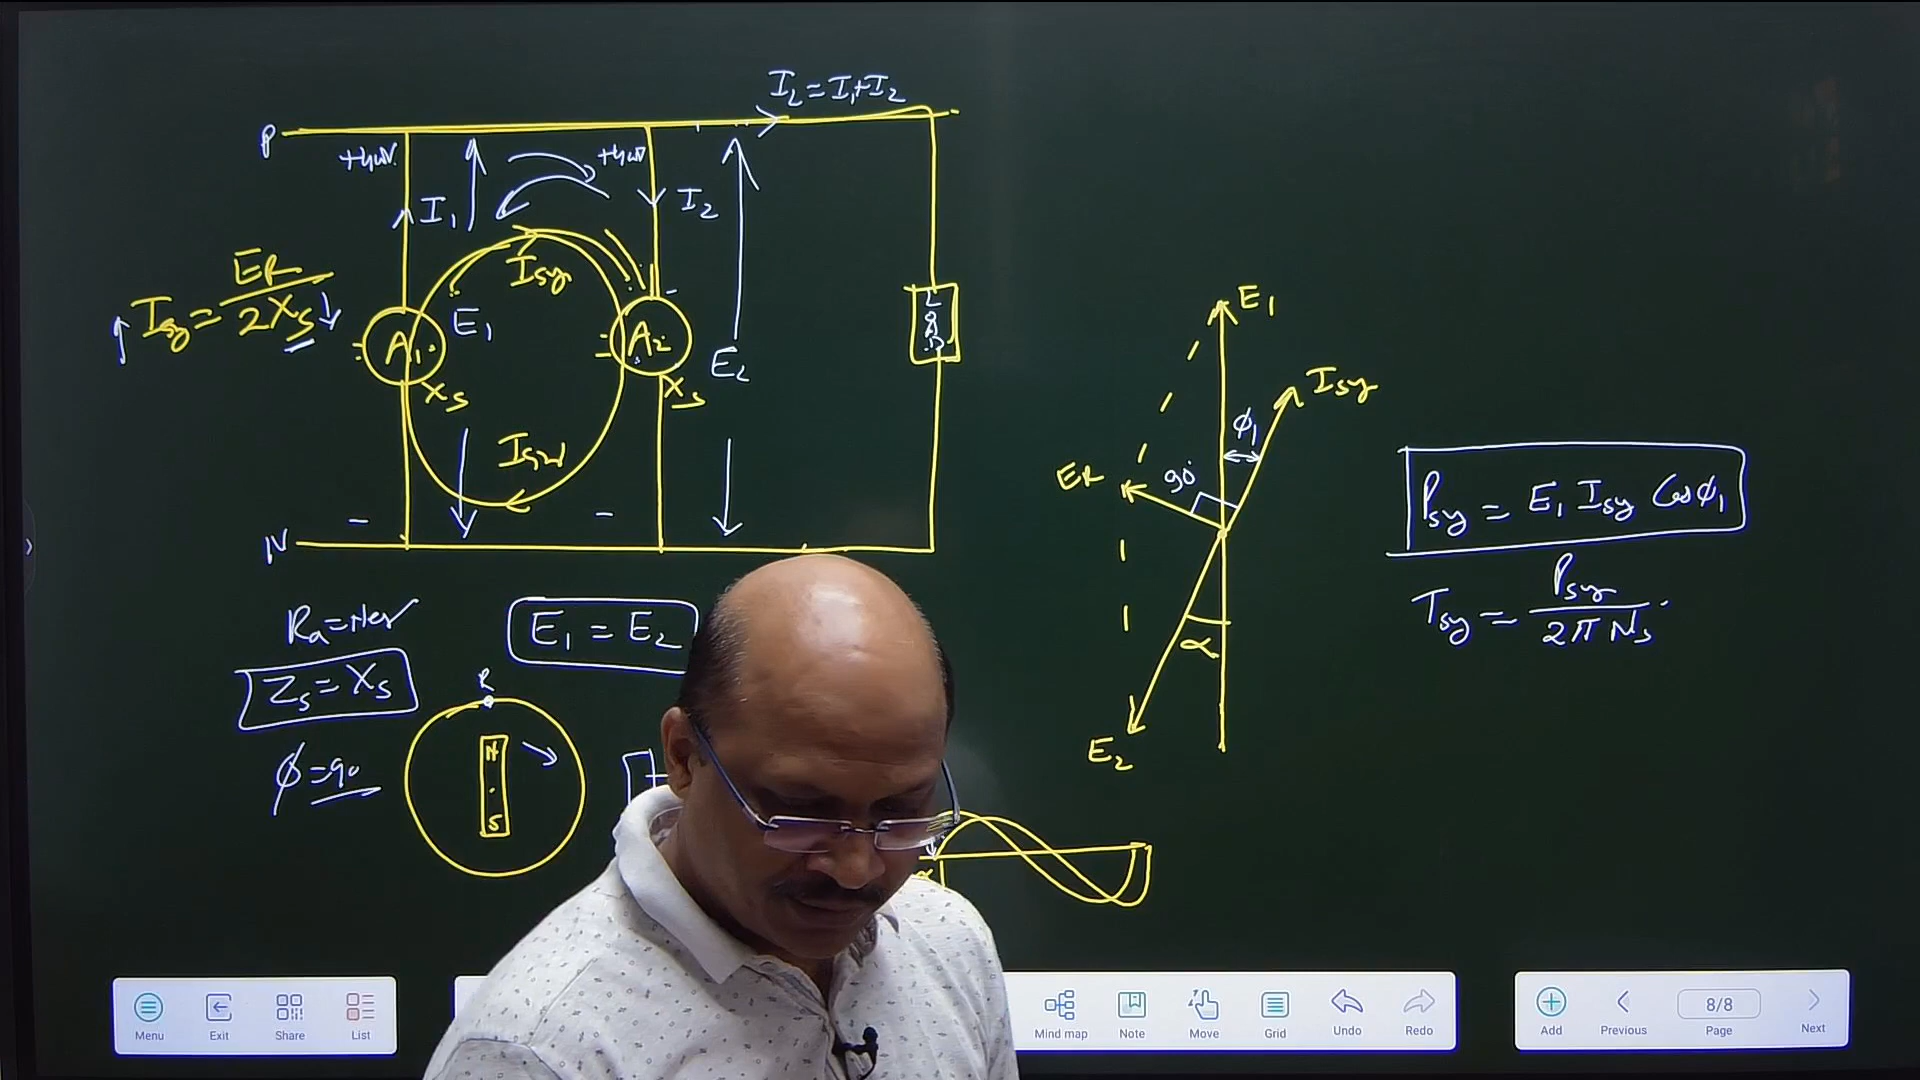 I_L = I_1 + I_2
P
+ve
+ve
I_1
I_2
I_sy
I_sy = E_R / 2X_S
A_1
E_1
A_2
E_2
LOAD
X_S
X_S
I_sy
-
-
N
R_a =
Z_S = X_S
φ = 90
E_1 = E_2
R
N
S
E_1
I_sy
φ_1
E_R
90°
α
E_2
P_sy = E_1 I_sy Cos φ_1
T_sy = P_sy / 2π N_s
α
Menu
Exit
Share
List
Mind map
Note
Move
Grid
Undo
Redo
Add
Previous
8/8
Page
Next